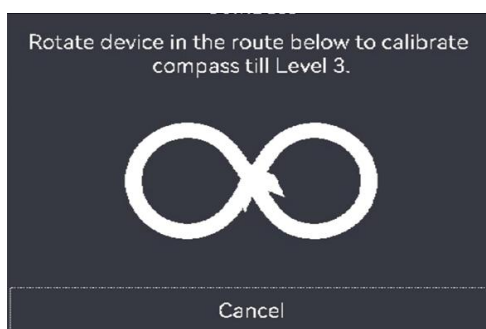 Rotate device in the route below to calibrate
compass till Level 3.
Cancel